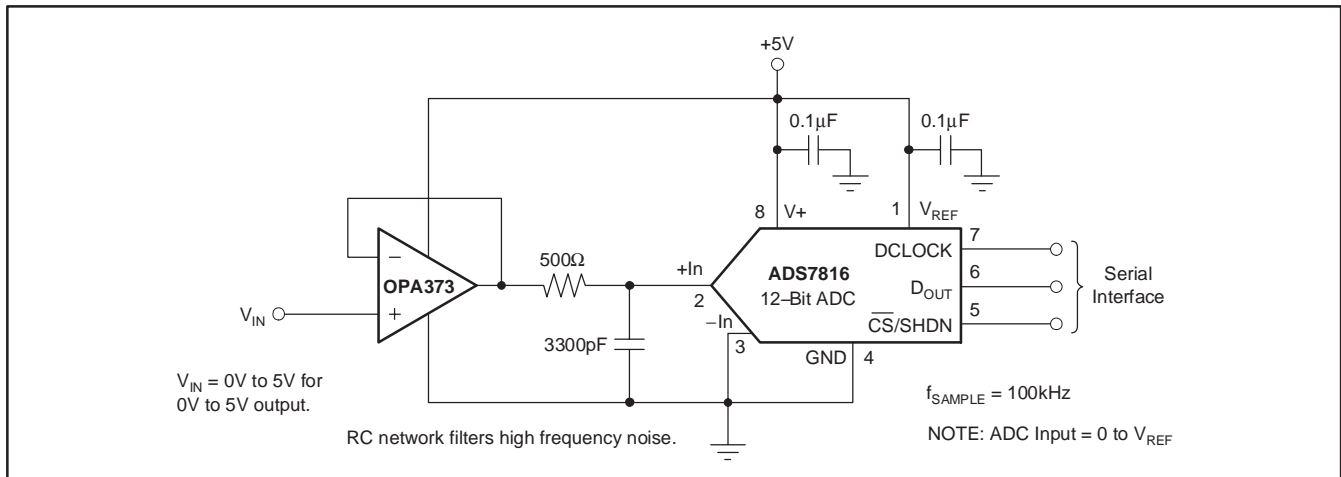 +5V
0.1μF
0.1μF
8
V+
1
V_REF
−
OPA373
+
V_IN
500Ω
3300pF
+In
2
−In
3
ADS7816
12–Bit ADC
DCLOCK
7
D_OUT
6
C̅S̅/SHDN
5
GND
4
Serial
Interface
V_IN = 0V to 5V for
0V to 5V output.
RC network filters high frequency noise.
f_SAMPLE = 100kHz
NOTE: ADC Input = 0 to V_REF